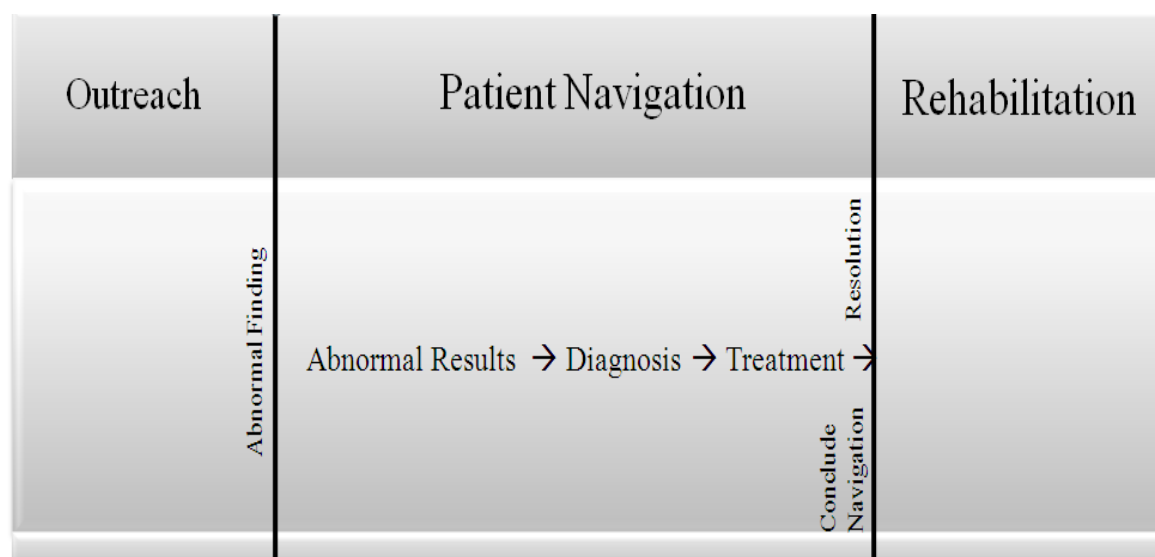 Outreach
Patient Navigation
Rehabilitation
Abnormal Finding
Abnormal Results → Diagnosis → Treatment →
Resolution
Conclude
Navigation